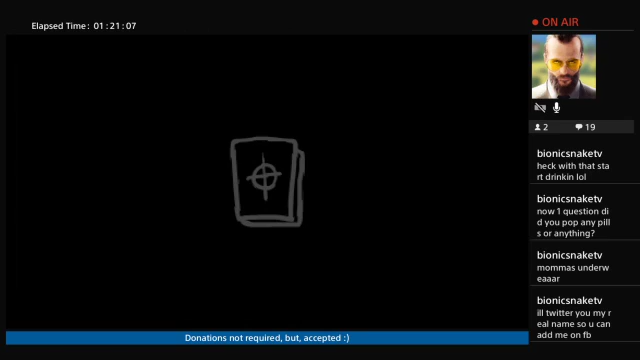 Elapsed Time: 01:21:07
ON AIR
2
19
bionicsnaketv
heck with that sta
rt drinkin lol
bionicsnaketv
now 1 question di
d you pop any pill
s or anything?
bionicsnaketv
mommas underw
eaaar
bionicsnaketv
ill twitter you my r
eal name so u can
add me on fb
Donations not required, but, accepted :)